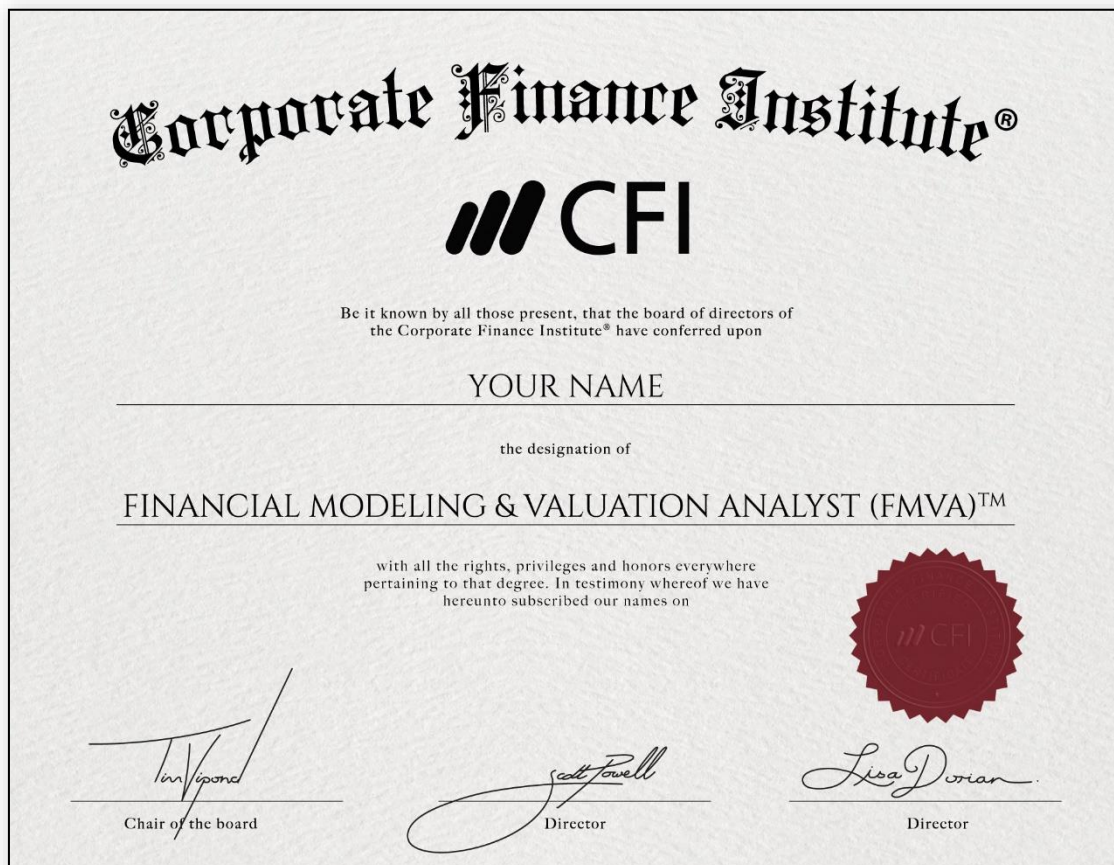 Corporate Finance Institute®
CFI
Be it known by all those present, that the board of directors of
the Corporate Finance Institute® have conferred upon
YOUR NAME
the designation of
FINANCIAL MODELING & VALUATION ANALYST (FMVA)™
with all the rights, privileges and honors everywhere
pertaining to that degree. In testimony whereof we have
hereunto subscribed our names on
CFI
Tim Vipond
Scott Powell
Lisa Dorian
Chair of the board
Director
Director